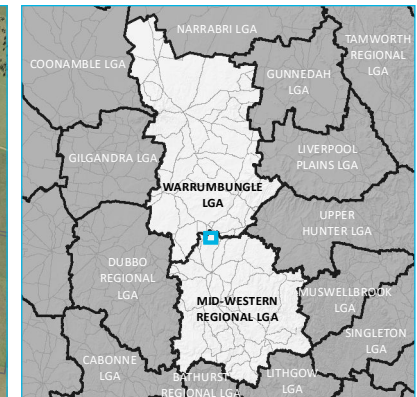 NARRABRI LGA
TAMWORTH
REGIONAL
LGA
COONAMBLE LGA
GUNNEDAH
LGA
GILGANDRA LGA
LIVERPOOL
PLAINS LGA
WARRUMBUNGLE
LGA
UPPER
HUNTER LGA
DUBBO
REGIONAL
LGA
MID-WESTERN
REGIONAL LGA
MUSWELLBROOK
LGA
SINGLETON
LGA
CABONNE
LGA
BATHURST
REGIONAL LGA
LITHGOW
LGA